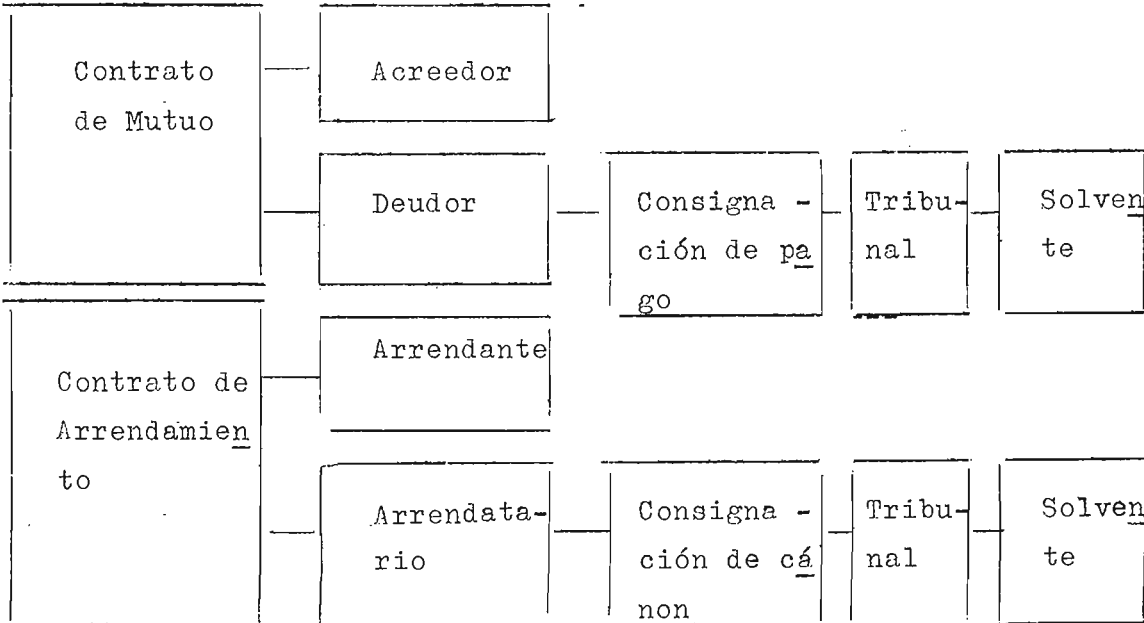 Contrato
de Mutuo
Acreedor
Deudor
Consigna -
ción de pa
go
Tribu-
nal
Solven
te
Contrato de
Arrendamien
to
Arrendante
Arrendata-
rio
Consigna -
ción de cá
non
Tribu-
nal
Solven
te